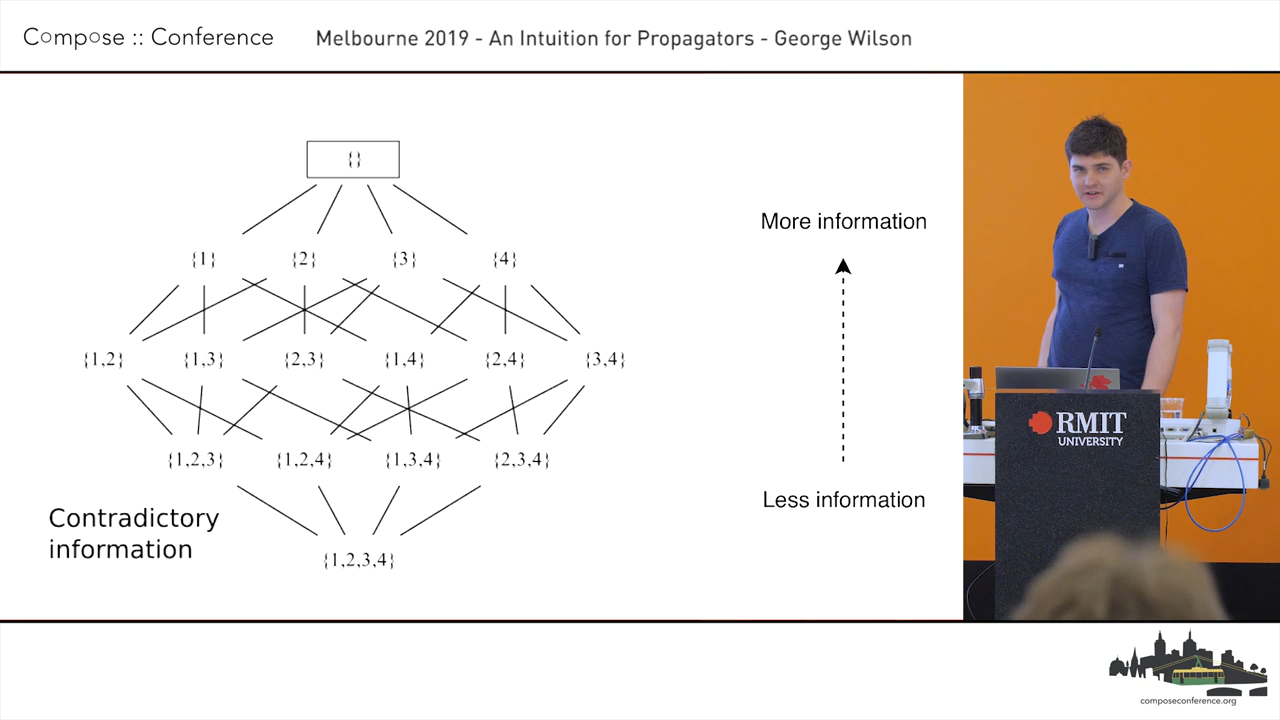 Compose :: Conference
Melbourne 2019 - An Intuition for Propagators - George Wilson
{}
{1} {2} {3} {4}
{1,2} {1,3} {2,3} {1,4} {2,4} {3,4}
{1,2,3} {1,2,4} {1,3,4} {2,3,4}
{1,2,3,4}
Contradictory
information
More information
Less information
RMIT
UNIVERSITY
composeconference.org